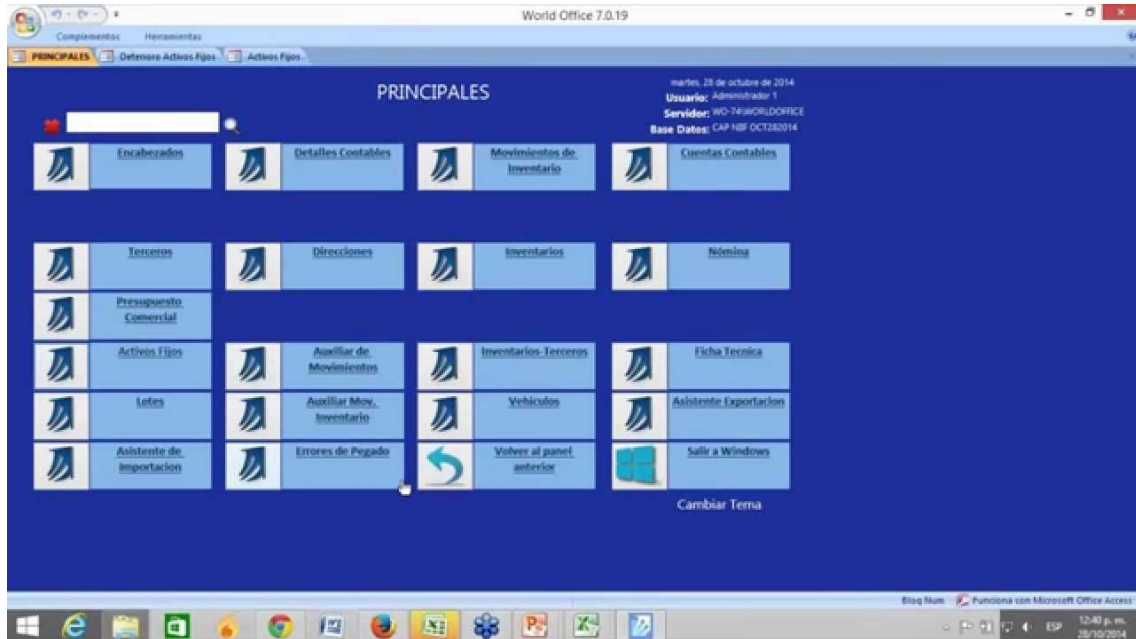 World Office 7.0.19
Complementos Herramientas
PRINCIPALES Deterioro Activos Fijos Activos Fijos
PRINCIPALES
martes, 28 de octubre de 2014
Usuario: Administrador 1
Servidor: WO-74\WORLDOFFICE
Base Datos: CAP NIIF OCT282014
Encabezados
Detalles Contables
Movimientos de
Inventario
Cuentas Contables
Terceros
Direcciones
Inventarios
Nómina
Presupuesto
Comercial
Activos Fijos
Auxiliar de
Movimientos
Inventarios-Terceros
Ficha Tecnica
Lotes
Auxiliar Mov.
Inventario
Vehiculos
Asistente Exportacion
Asistente de
Importacion
Errores de Pegado
Volver al panel
anterior
Salir a Windows
Cambiar Tema
Bloq Num Funciona con Microsoft Office Access
ESP
12:40 p. m.
28/10/2014